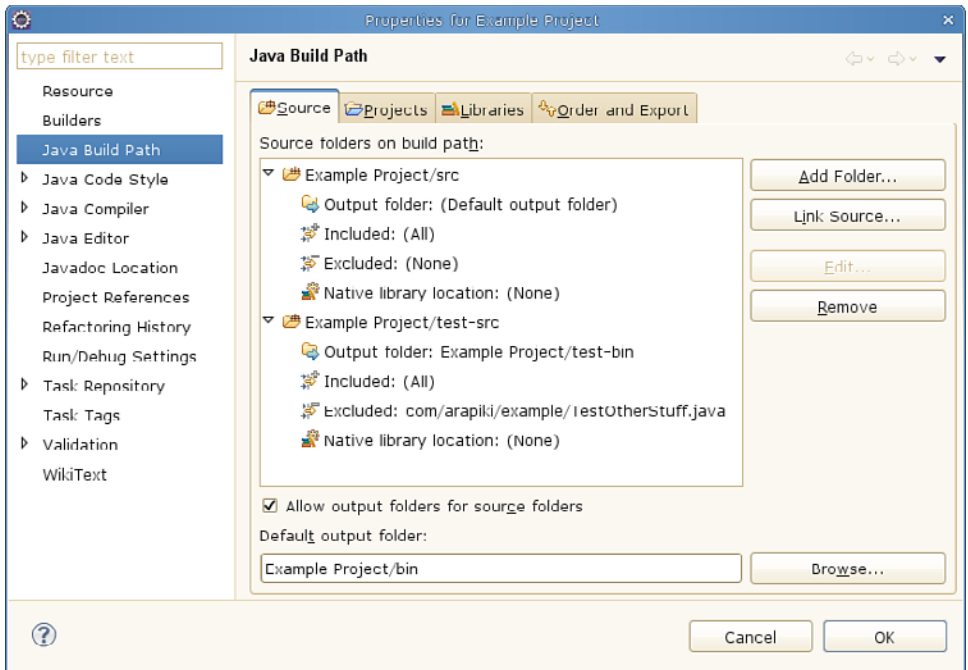 Properties for Example Project
type filter text
Resource
Builders
Java Build Path
Java Code Style
Java Compiler
Java Editor
Javadoc Location
Project References
Refactoring History
Run/Debug Settings
Task Repository
Task Tags
Validation
WikiText
Java Build Path
Source Projects Libraries Order and Export
Source folders on build path:
Example Project/src
Output folder: (Default output folder)
Included: (All)
Excluded: (None)
Native library location: (None)
Example Project/test-src
Output folder: Example Project/test-bin
Included: (All)
Excluded: com/arapiki/example/TestOtherStuff.java
Native library location: (None)
Add Folder...
Link Source...
Edit...
Remove
Allow output folders for source folders
Default output folder:
Example Project/bin
Browse...
Cancel OK